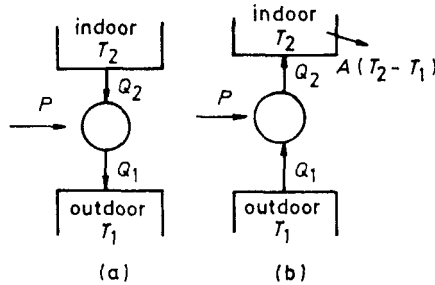 indoor
T₂
Q₂
P
Q₁
outdoor
T₁
(a)
indoor
T₂
A(T₂ − T₁)
Q₂
P
Q₁
outdoor
T₁
(b)